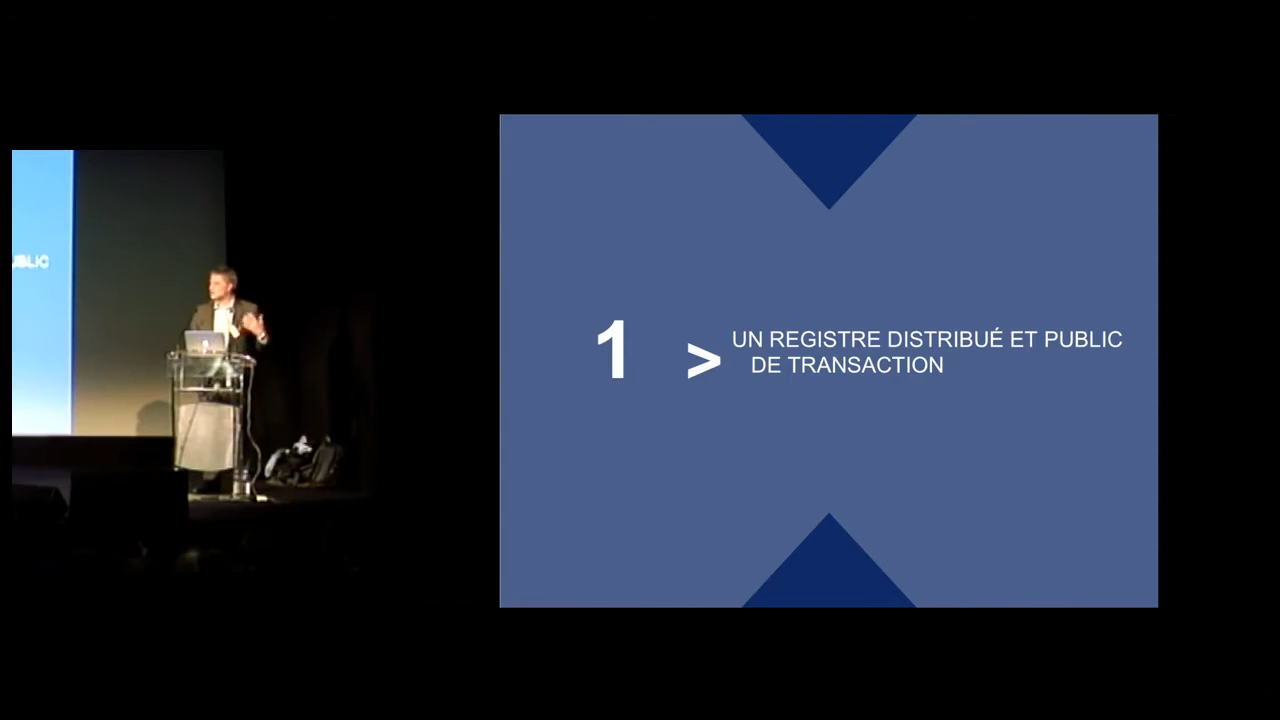 1 > UN REGISTRE DISTRIBUÉ ET PUBLIC
DE TRANSACTION